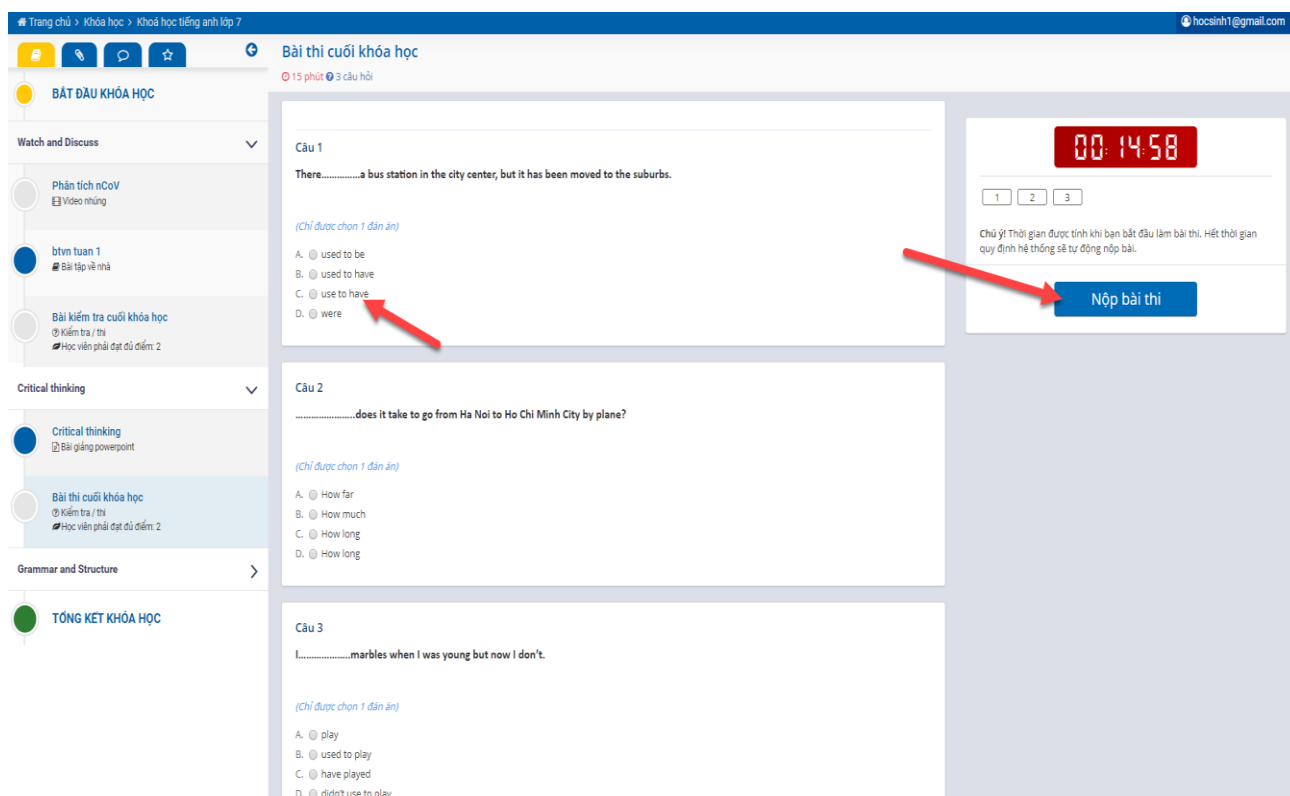 Trang chủ > Khóa học > Khoá học tiếng anh lớp 7
hocsinh1@gmail.com
BẮT ĐẦU KHÓA HỌC
Watch and Discuss
Phân tích nCoV
Video nhúng
btvn tuan 1
Bài tập về nhà
Bài kiểm tra cuối khóa học
Kiểm tra / thi
Học viên phải đạt đủ điểm: 2
Critical thinking
Critical thinking
Bài giảng powerpoint
Bài thi cuối khóa học
Kiểm tra / thi
Học viên phải đạt đủ điểm: 2
Grammar and Structure
TỔNG KẾT KHÓA HỌC
Bài thi cuối khóa học
15 phút 3 câu hỏi
Câu 1
There..............a bus station in the city center, but it has been moved to the suburbs.
(Chỉ được chọn 1 đán án)
A. used to be
B. used to have
C. use to have
D. were
Câu 2
......................does it take to go from Ha Noi to Ho Chi Minh City by plane?
(Chỉ được chọn 1 đán án)
A. How far
B. How much
C. How long
D. How long
Câu 3
I...................marbles when I was young but now I don't.
(Chỉ được chọn 1 đán án)
A. play
B. used to play
C. have played
D. didn't use to play
00:14:58
1 2 3
Chú ý! Thời gian được tính khi bạn bắt đầu làm bài thi. Hết thời gian
quy định hệ thống sẽ tự động nộp bài.
Nộp bài thi